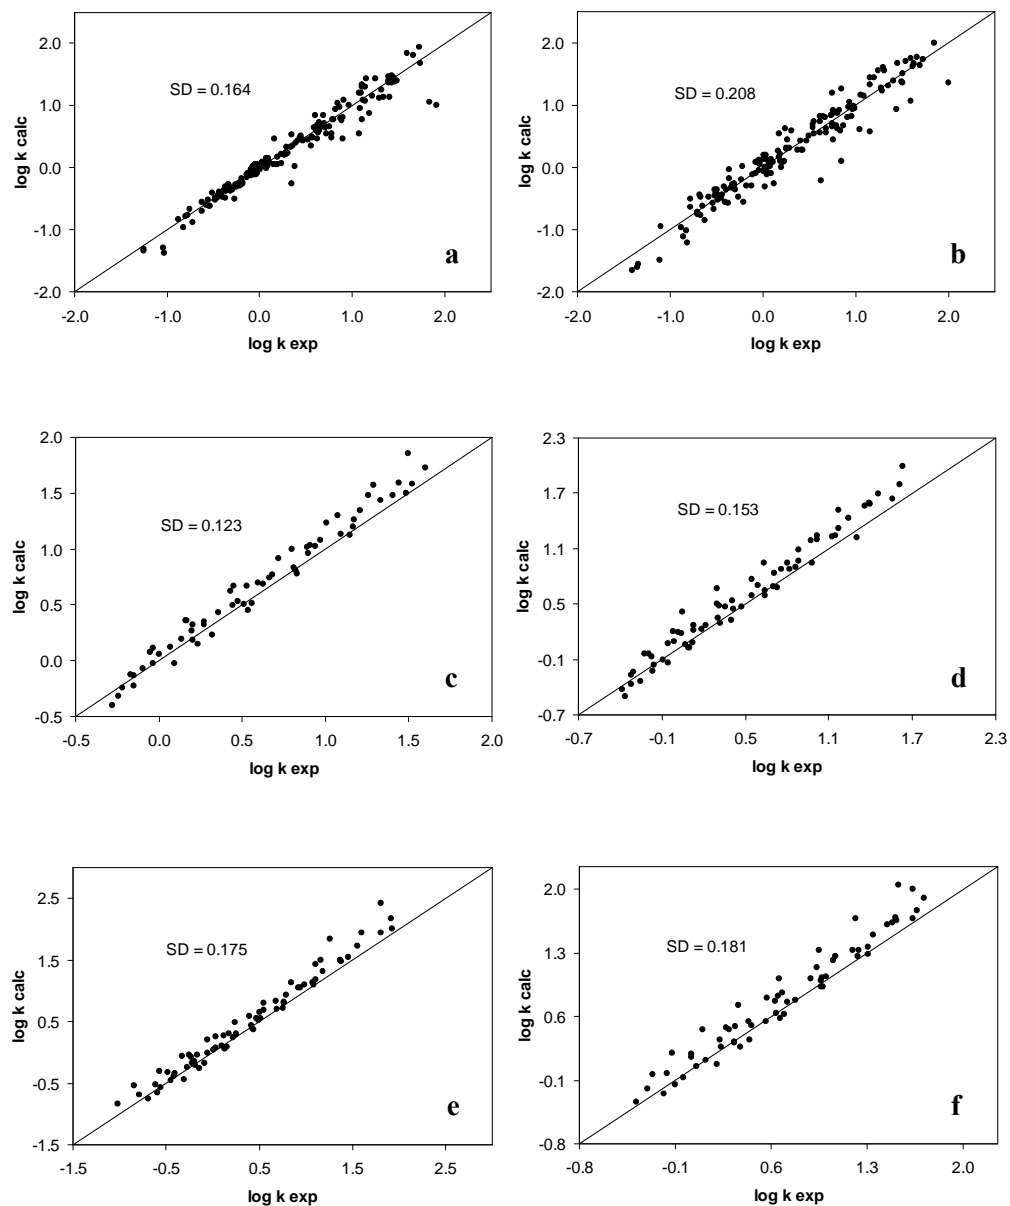 2.0
1.0
0.0
-1.0
-2.0
log k calc
SD = 0.164
a
-2.0 -1.0 0.0 1.0 2.0
log k exp
2.0
1.0
0.0
-1.0
-2.0
log k calc
SD = 0.208
b
-2.0 -1.0 0.0 1.0 2.0
log k exp
2.0
1.5
1.0
0.5
0.0
-0.5
log k calc
SD = 0.123
c
-0.5 0.0 0.5 1.0 1.5 2.0
log k exp
2.3
1.7
1.1
0.5
-0.1
-0.7
log k calc
SD = 0.153
d
-0.7 -0.1 0.5 1.1 1.7 2.3
log k exp
2.5
1.5
0.5
-0.5
-1.5
log k calc
SD = 0.175
e
-1.5 -0.5 0.5 1.5 2.5
log k exp
2.0
1.3
0.6
-0.1
-0.8
log k calc
SD = 0.181
f
-0.8 -0.1 0.6 1.3 2.0
log k exp